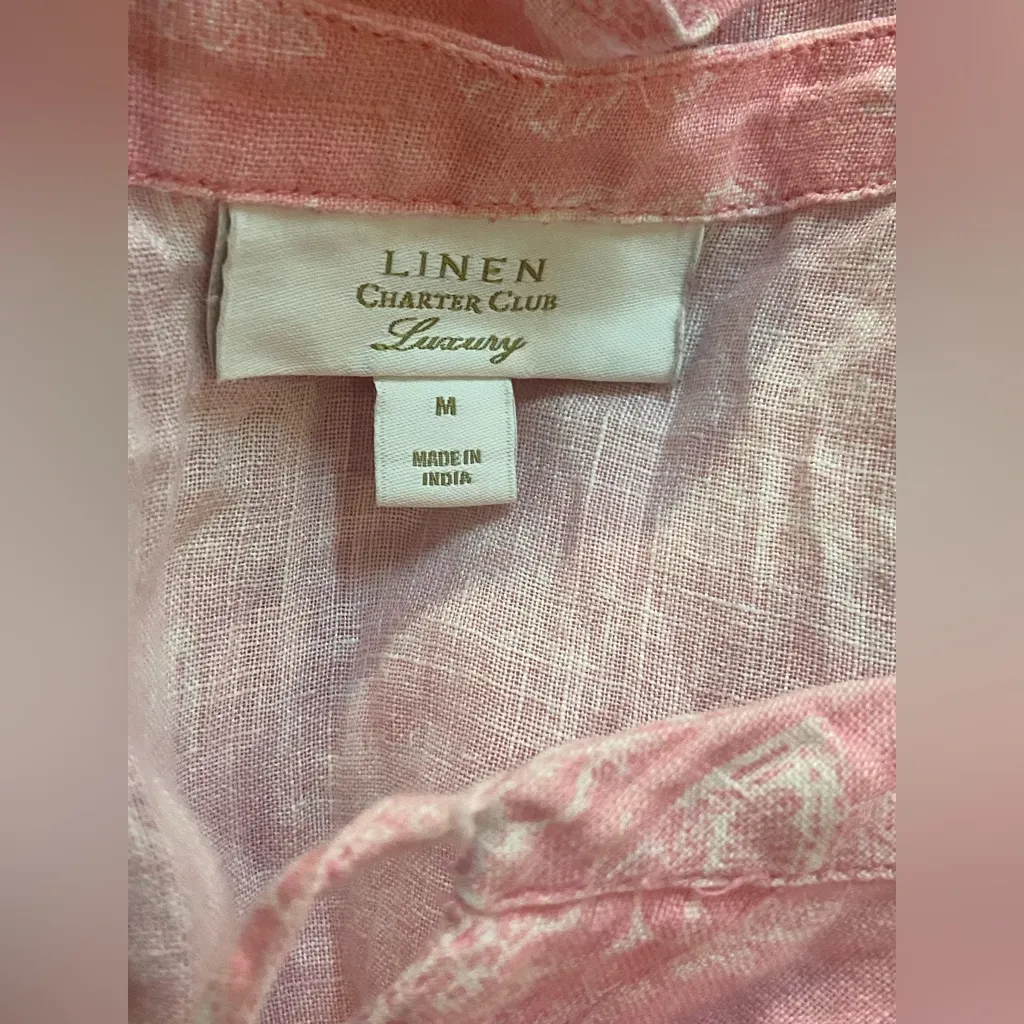 LINEN
CHARTER CLUB
Luxury
M
MADE IN
INDIA